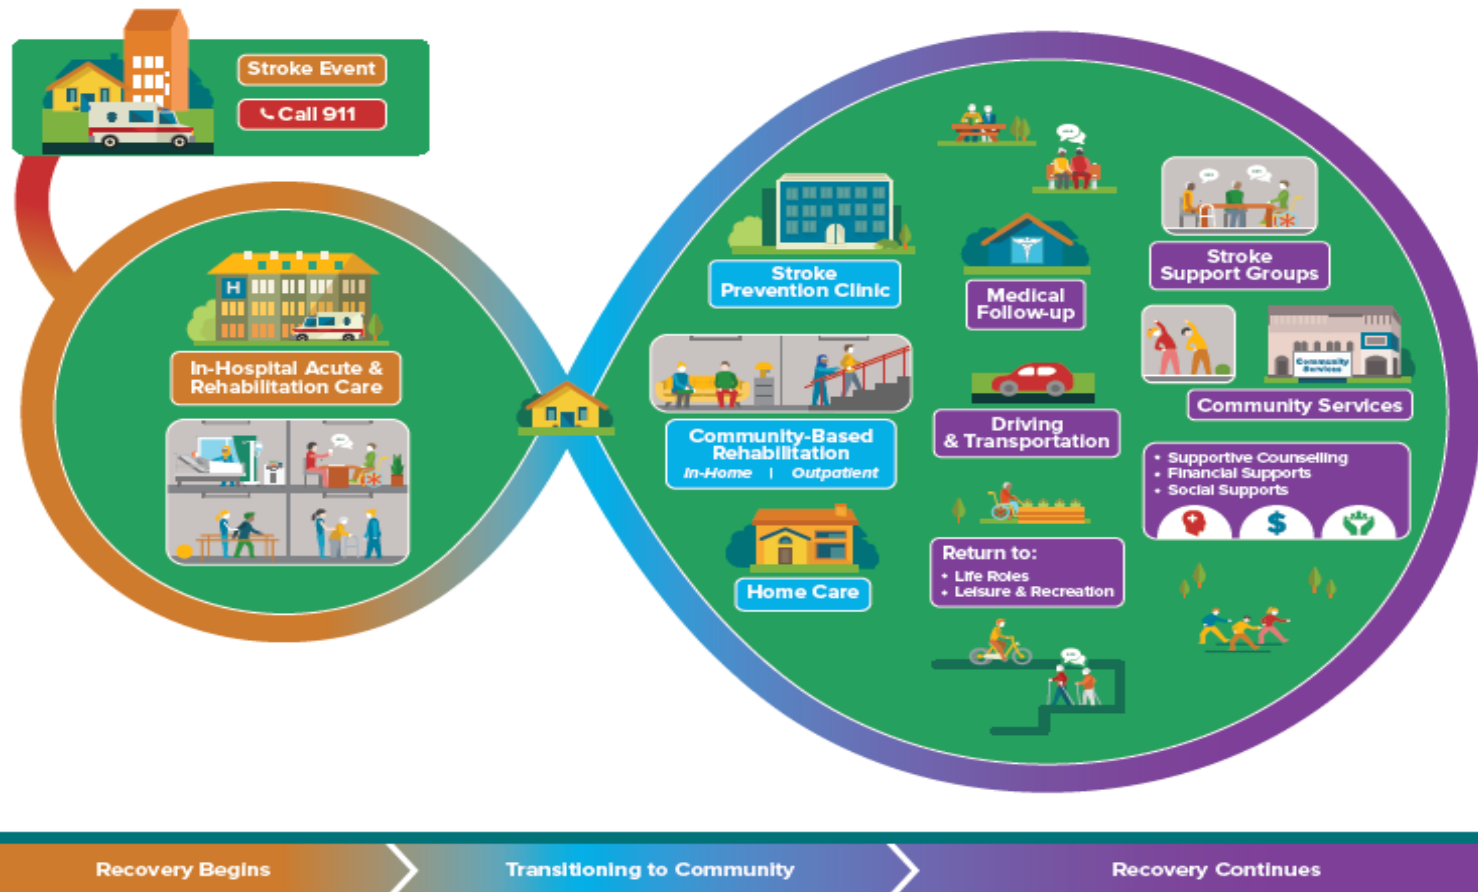 Stroke Event
Call 911
H
In-Hospital Acute &
Rehabilitation Care
Stroke
Prevention Clinic
Community-Based
Rehabilitation
In-Home | Outpatient
Home Care
Medical
Follow-up
Driving
& Transportation
Return to:
• Life Roles
• Leisure & Recreation
Stroke
Support Groups
Community
Services
Community Services
• Supportive Counselling
• Financial Supports
• Social Supports
$
Recovery Begins
Transitioning to Community
Recovery Continues